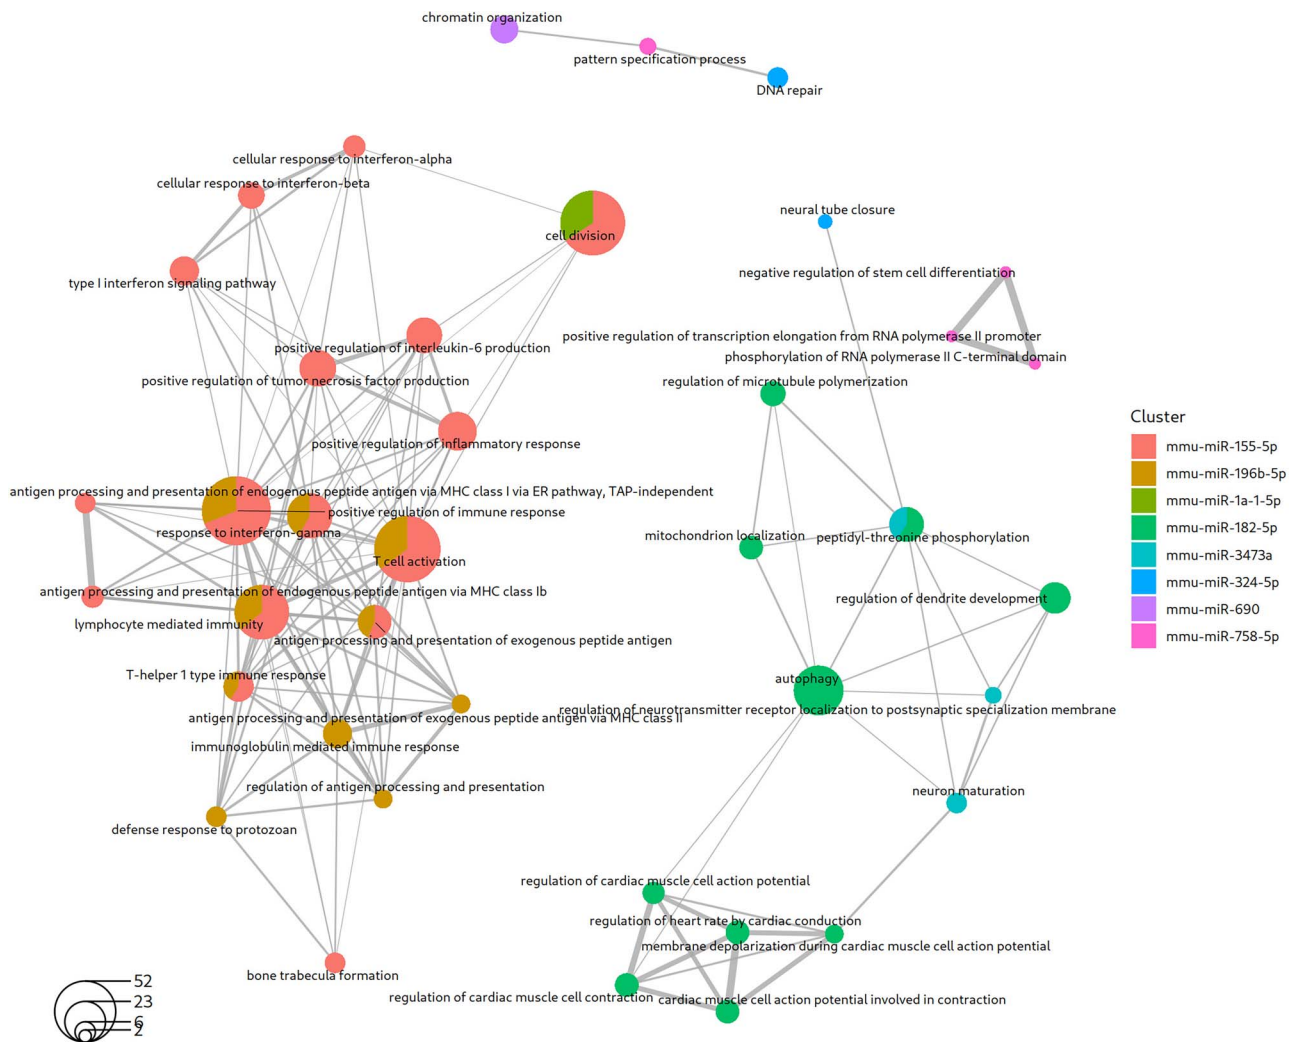 chromatin organization
pattern specification process
DNA repair
cellular response to interferon-alpha
cellular response to interferon-beta
neural tube closure
cell division
negative regulation of stem cell differentiation
type I interferon signaling pathway
positive regulation of transcription elongation from RNA polymerase II promoter
positive regulation of interleukin-6 production
phosphorylation of RNA polymerase II C-terminal domain
positive regulation of tumor necrosis factor production
regulation of microtubule polymerization
positive regulation of inflammatory response
antigen processing and presentation of endogenous peptide antigen via MHC class I via ER pathway, TAP-independent
positive regulation of immune response
response to interferon-gamma
mitochondrion localization
peptidyl-threonine phosphorylation
T cell activation
antigen processing and presentation of endogenous peptide antigen via MHC class Ib
regulation of dendrite development
lymphocyte mediated immunity
antigen processing and presentation of exogenous peptide antigen
T-helper 1 type immune response
autophagy
regulation of neurotransmitter receptor localization to postsynaptic specialization membrane
antigen processing and presentation of exogenous peptide antigen via MHC class II
immunoglobulin mediated immune response
regulation of antigen processing and presentation
neuron maturation
defense response to protozoan
regulation of cardiac muscle cell action potential
regulation of heart rate by cardiac conduction
membrane depolarization during cardiac muscle cell action potential
bone trabecula formation
regulation of cardiac muscle cell contraction
cardiac muscle cell action potential involved in contraction
Cluster
mmu-miR-155-5p
mmu-miR-196b-5p
mmu-miR-1a-1-5p
mmu-miR-182-5p
mmu-miR-3473a
mmu-miR-324-5p
mmu-miR-690
mmu-miR-758-5p
52
23
6
2